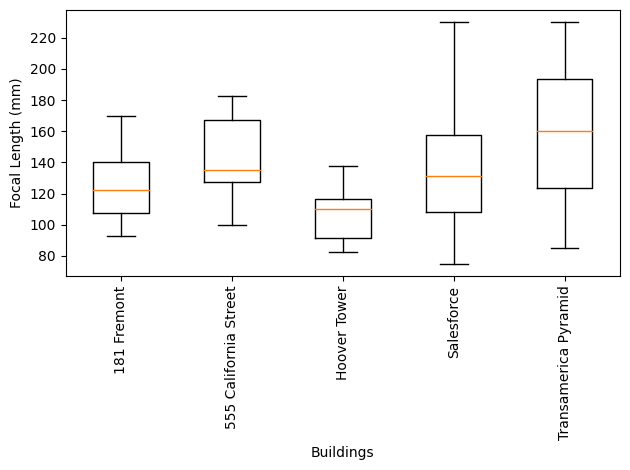 Focal Length (mm)
220
200
180
160
140
120
100
80
181 Fremont
555 California Street
Hoover Tower
Salesforce
Transamerica Pyramid
Buildings